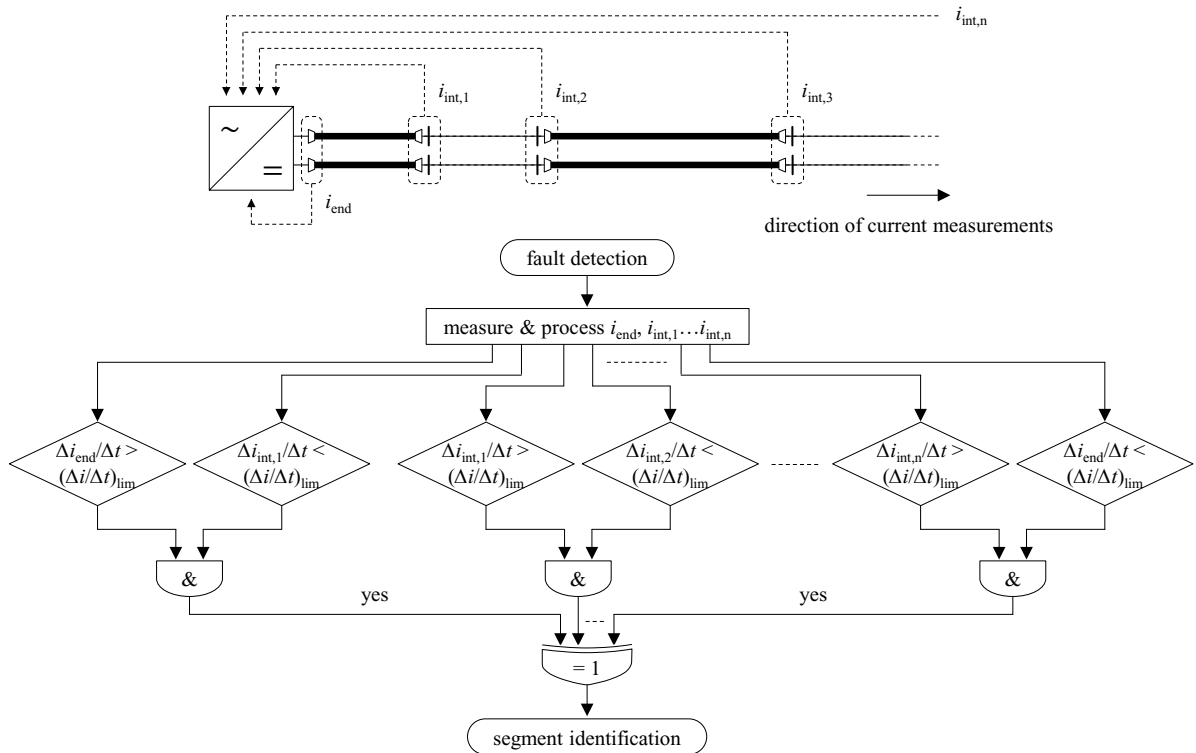 i_int,n
i_int,1
i_int,2
i_int,3
~
=
i_end
direction of current measurements
fault detection
measure & process i_end, i_int,1…i_int,n
Δi_end/Δt >
(Δi/Δt)_lim
Δi_int,1/Δt <
(Δi/Δt)_lim
Δi_int,1/Δt >
(Δi/Δt)_lim
Δi_int,2/Δt <
(Δi/Δt)_lim
Δi_int,n/Δt >
(Δi/Δt)_lim
Δi_end/Δt <
(Δi/Δt)_lim
&
&
&
yes
yes
= 1
segment identification